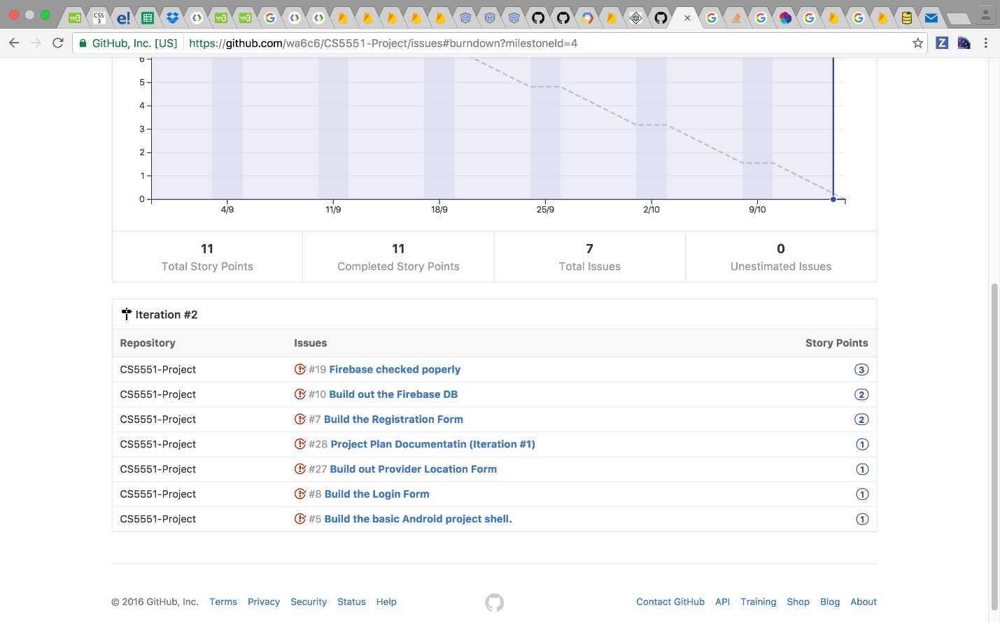 w3 CSS 3 e! w3 w3
GitHub, Inc. [US] https://github.com/wa6c6/CS5551-Project/issues#burndown?milestoneId=4 Z
6
5
4
3
2
1
0
4/9 11/9 18/9 25/9 2/10 9/10
11 11 7 0
Total Story Points Completed Story Points Total Issues Unestimated Issues
Iteration #2
Repository Issues Story Points
CS5551-Project #19 Firebase checked poperly 3
CS5551-Project #10 Build out the Firebase DB 2
CS5551-Project #7 Build the Registration Form 2
CS5551-Project #28 Project Plan Documentatin (Iteration #1) 1
CS5551-Project #27 Build out Provider Location Form 1
CS5551-Project #8 Build the Login Form 1
CS5551-Project #5 Build the basic Android project shell. 1
© 2016 GitHub, Inc. Terms Privacy Security Status Help Contact GitHub API Training Shop Blog About